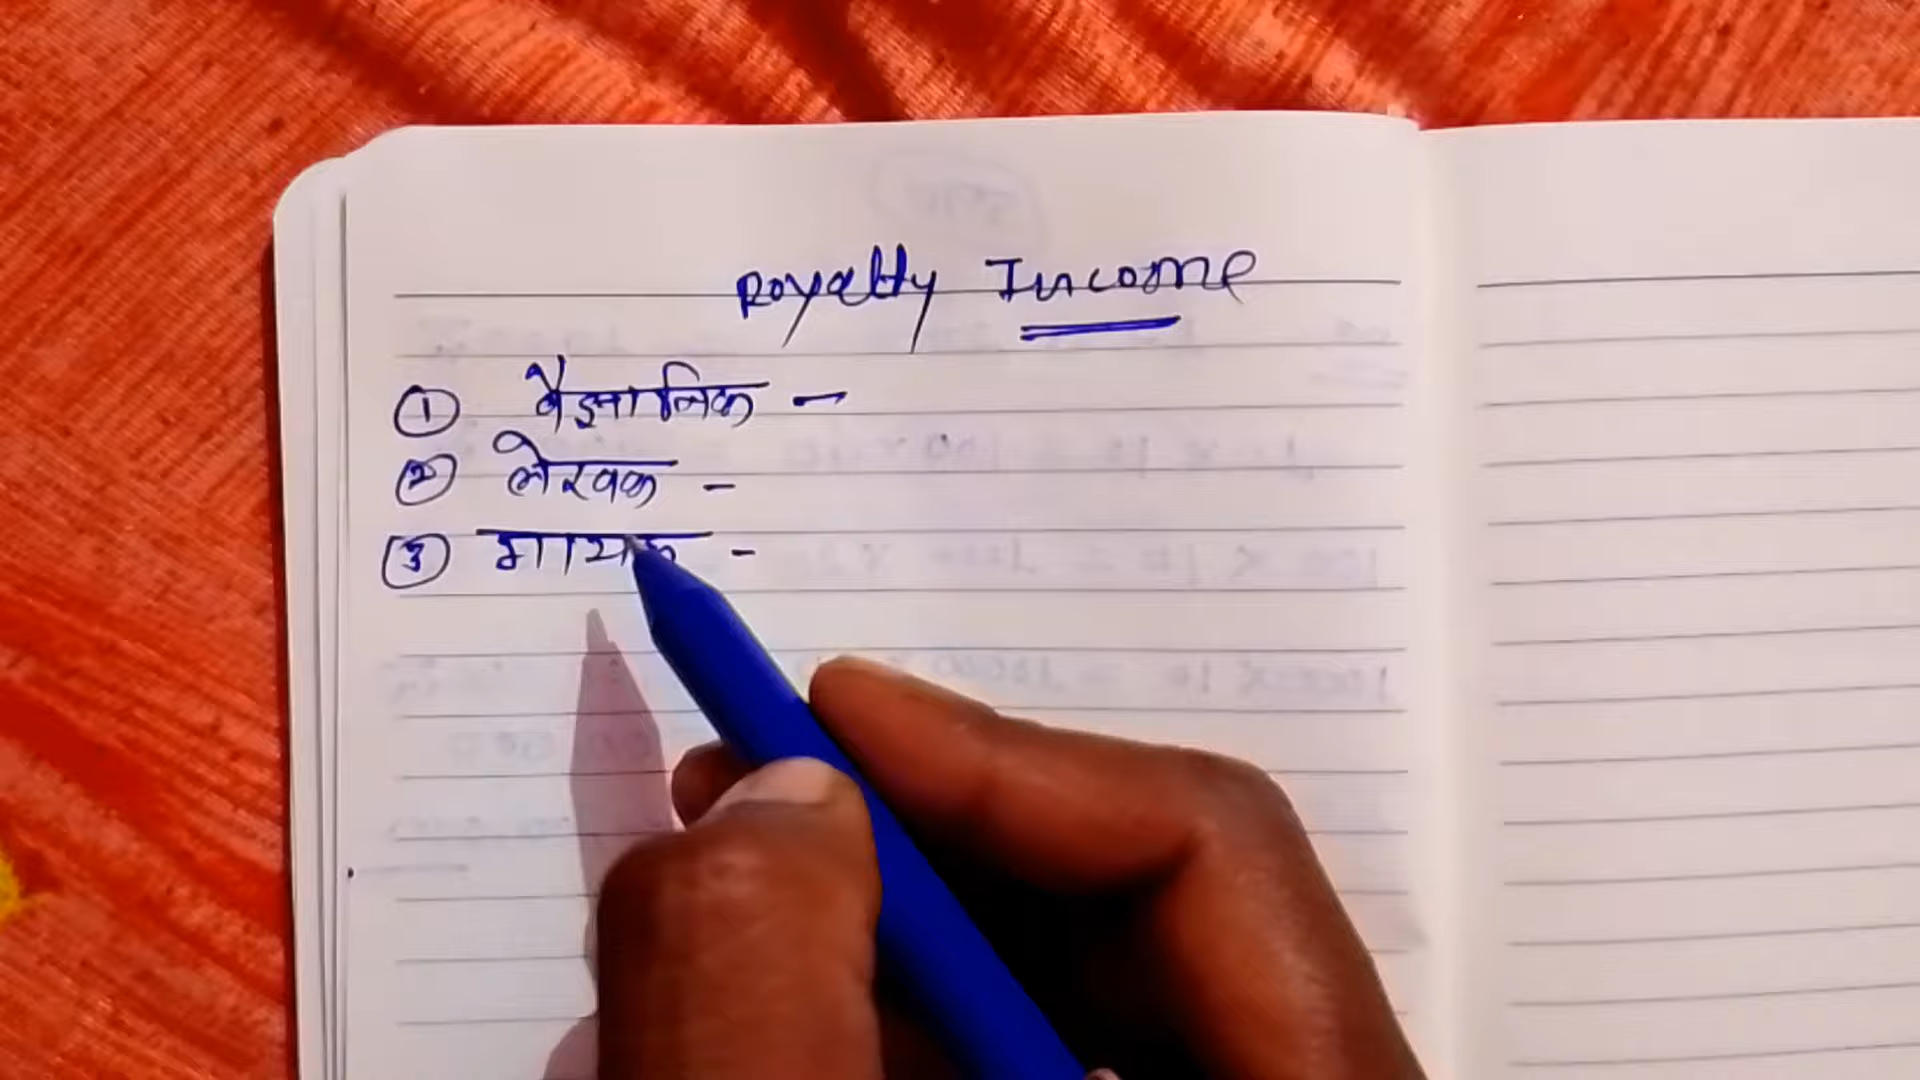 Royalty Income
① वैज्ञानिक -
② लेखक -
③ गायक -